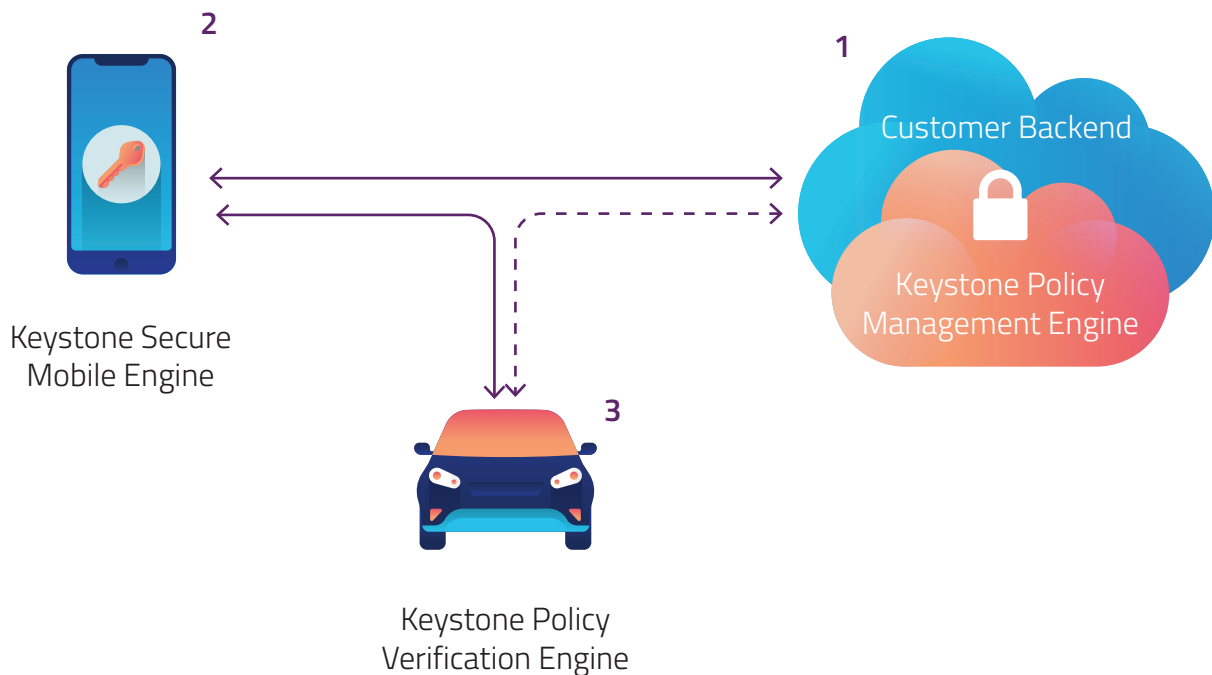 2
1
Customer Backend
Keystone Policy
Management Engine
Keystone Secure
Mobile Engine
3
Keystone Policy
Verification Engine